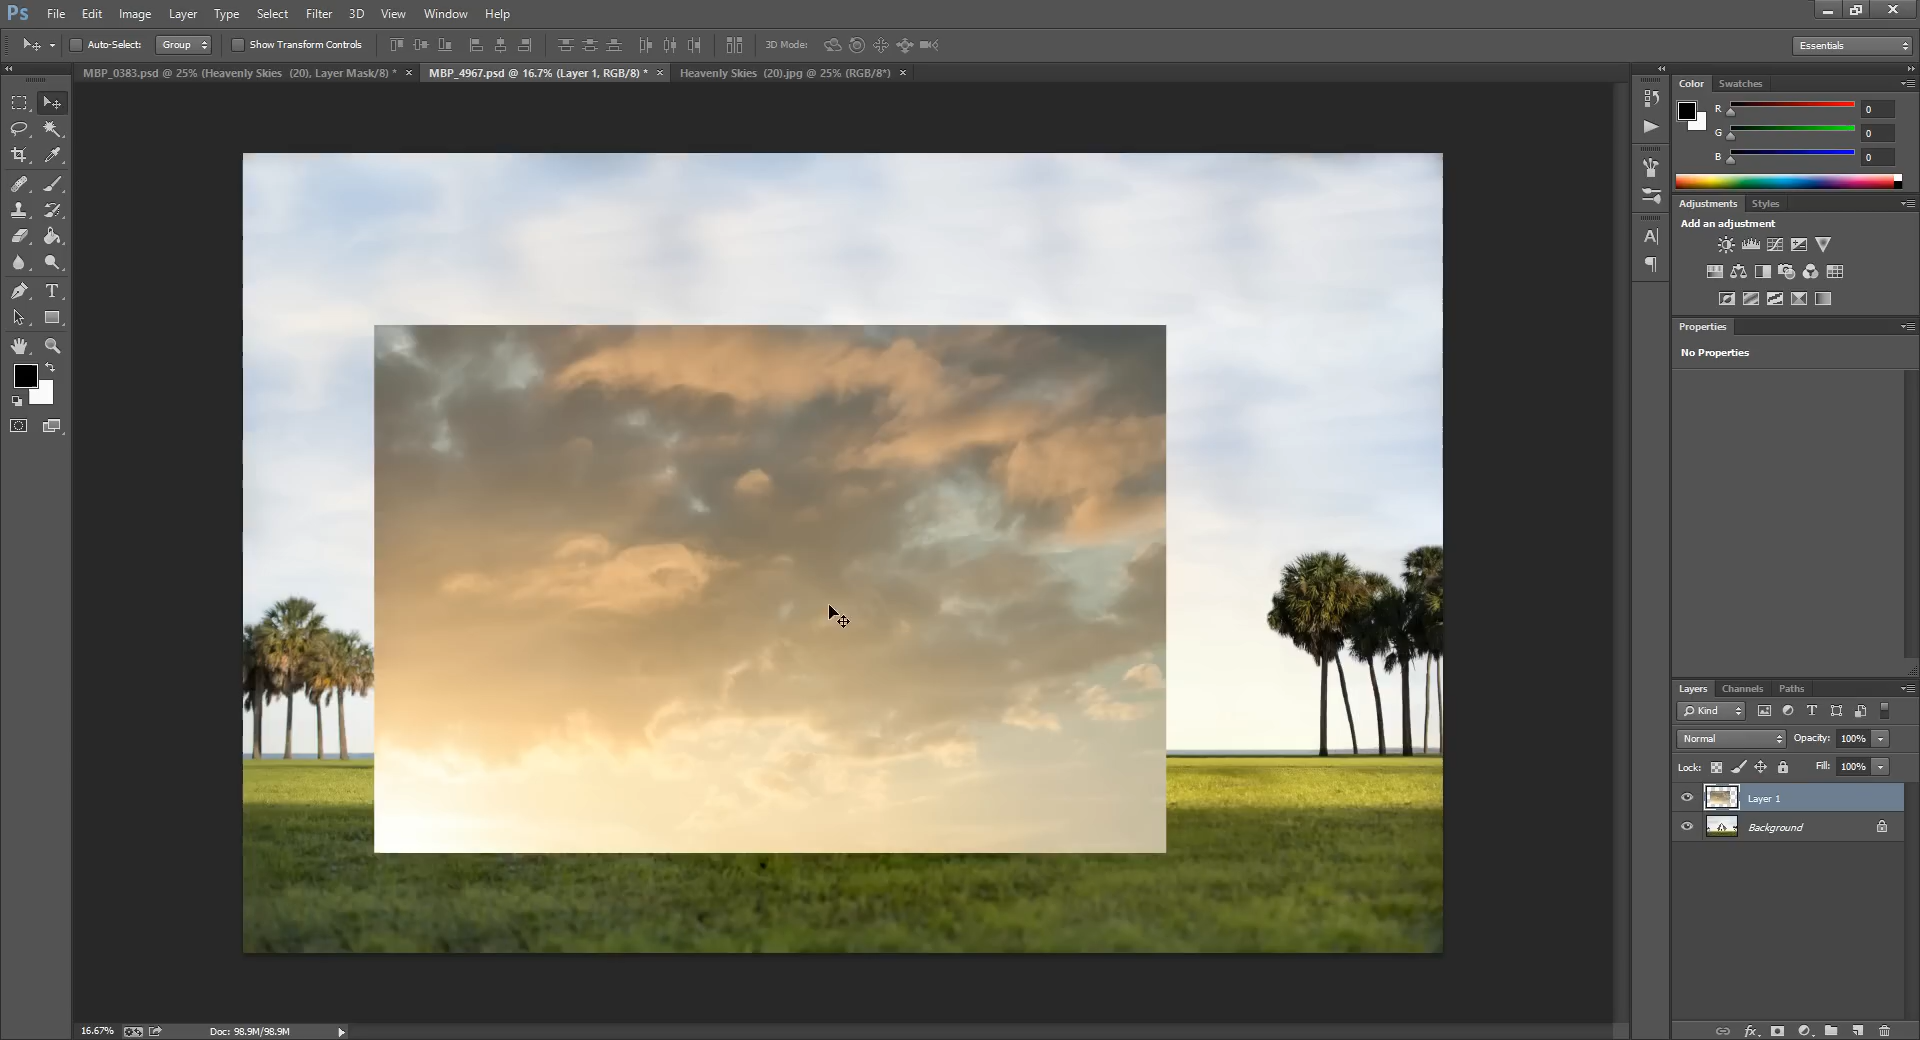 Ps File Edit Image Layer Type Select Filter 3D View Window Help
Auto-Select: Group Show Transform Controls 3D Mode: Essentials
MBP_0383.psd @ 25% (Heavenly Skies (20), Layer Mask/8) * MBP_4967.psd @ 16.7% (Layer 1, RGB/8) * Heavenly Skies (20).jpg @ 25% (RGB/8*)
Color Swatches
R 0
G 0
B 0
Adjustments Styles
Add an adjustment
Properties
No Properties
Layers Channels Paths
Kind
Normal Opacity: 100%
Lock: Fill: 100%
Layer 1
Background
16.67% Doc: 98.9M/98.9M